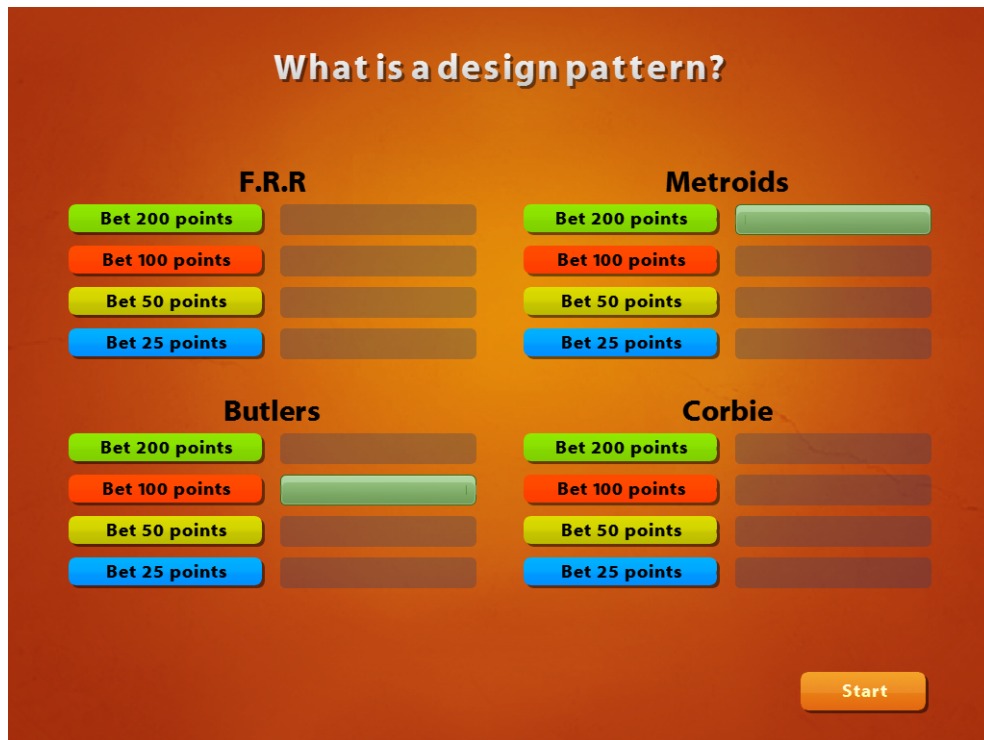 What is a design pattern?
F.R.R
Bet 200 points
Bet 100 points
Bet 50 points
Bet 25 points
Metroids
Bet 200 points
Bet 100 points
Bet 50 points
Bet 25 points
Butlers
Bet 200 points
Bet 100 points
Bet 50 points
Bet 25 points
Corbie
Bet 200 points
Bet 100 points
Bet 50 points
Bet 25 points
Start